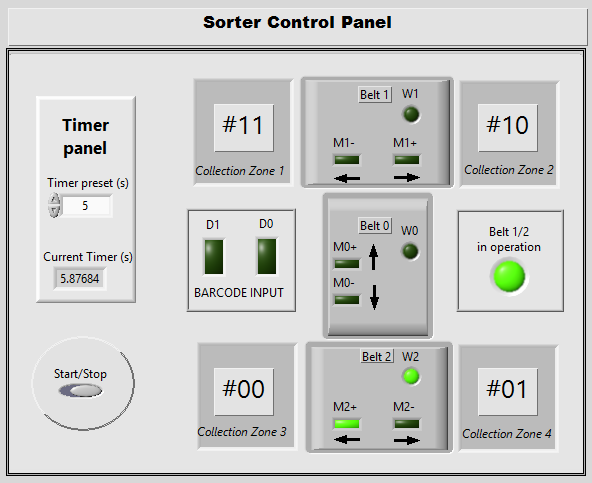 Sorter Control Panel
Timer
panel
Timer preset (s)
5
Current Timer (s)
5.87684
Start/Stop
#11
Collection Zone 1
Belt 1
W1
M1-
M1+
#10
Collection Zone 2
D1
D0
BARCODE INPUT
Belt 0
W0
M0+
M0-
Belt 1/2
in operation
#00
Collection Zone 3
Belt 2
W2
M2+
M2-
#01
Collection Zone 4